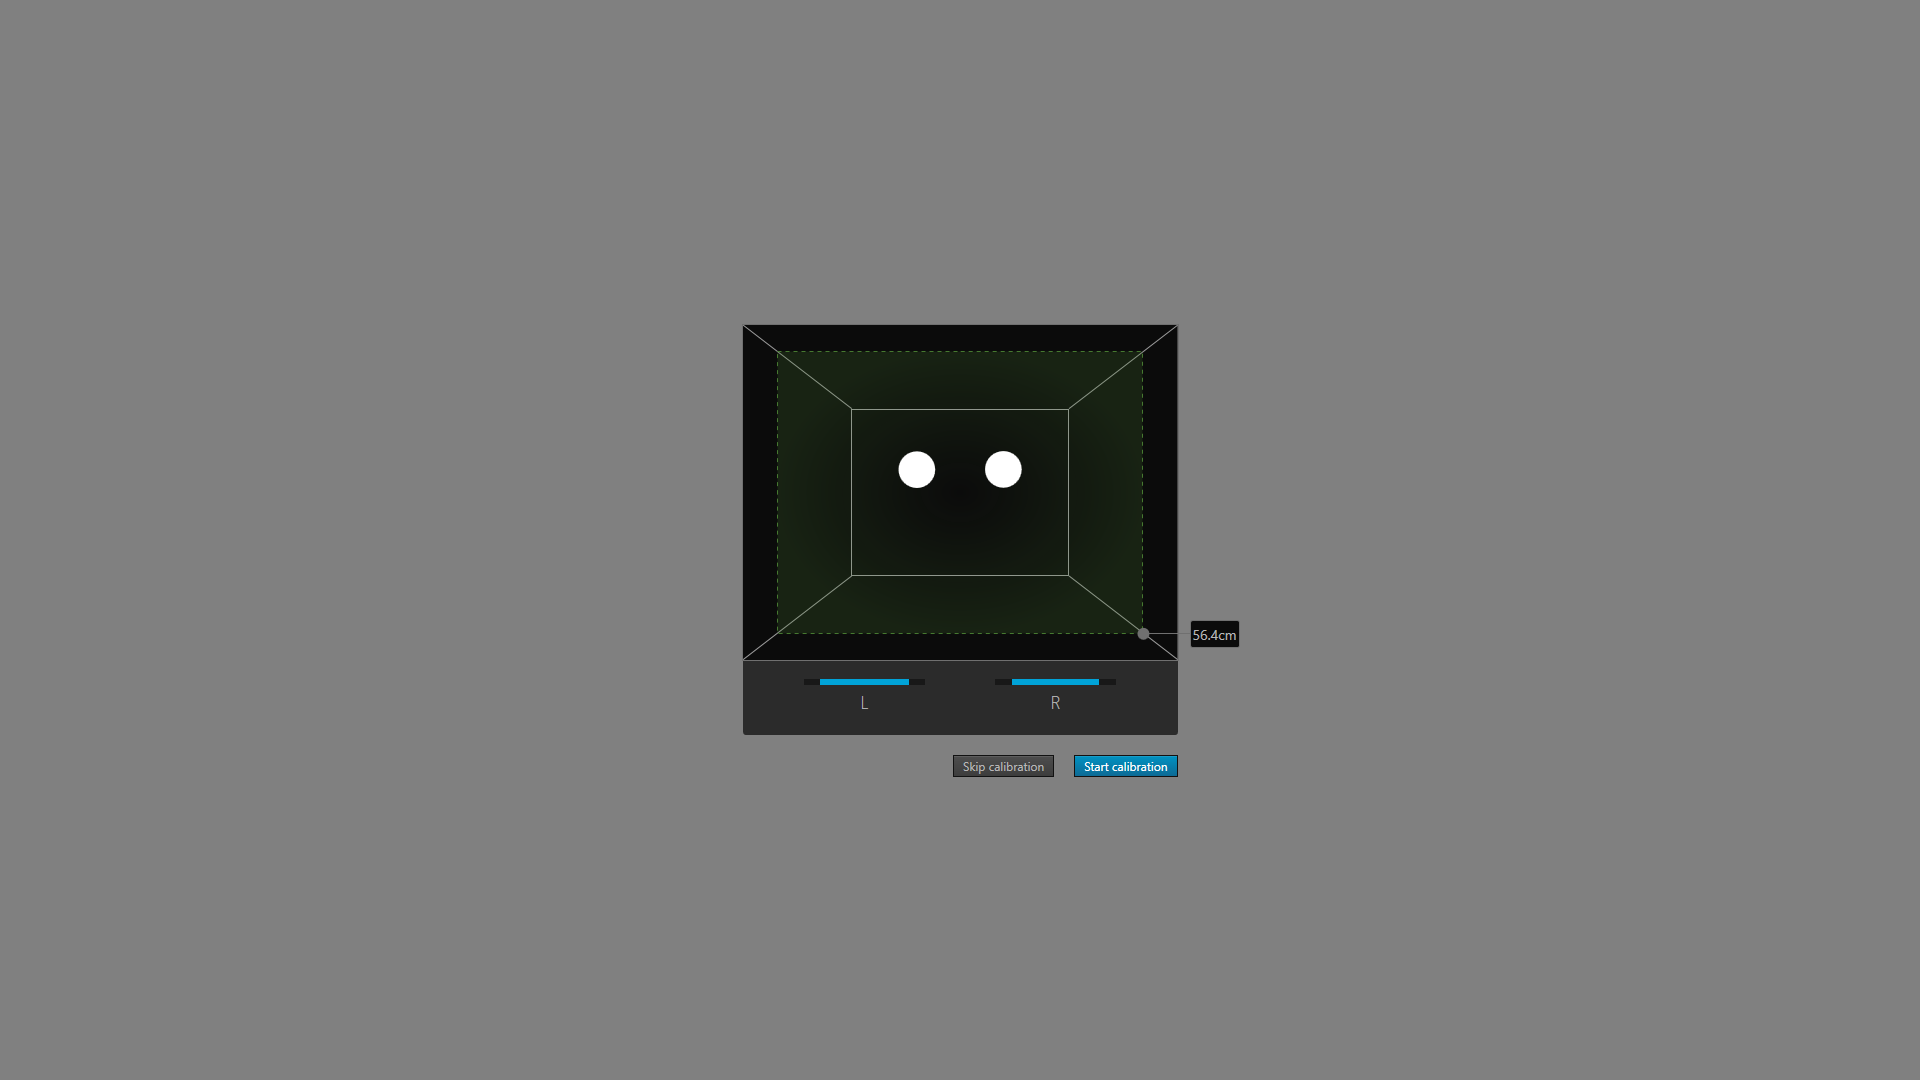 56.4cm
L
R
Skip calibration
Start calibration